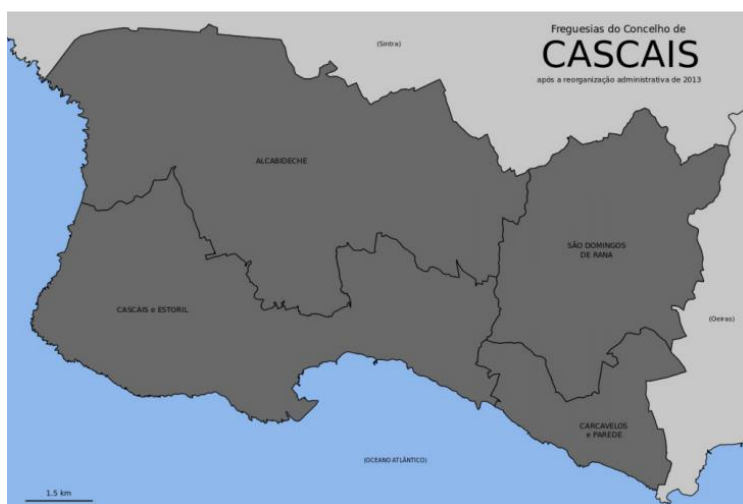 Freguesias do Concelho de
CASCAIS
após a reorganização administrativa de 2013
(Sintra)
ALCABIDECHE
SÃO DOMINGOS
DE RANA
CASCAIS e ESTORIL
(Oeiras)
CARCAVELOS
e PAREDE
(OCEANO ATLÂNTICO)
1.5 km